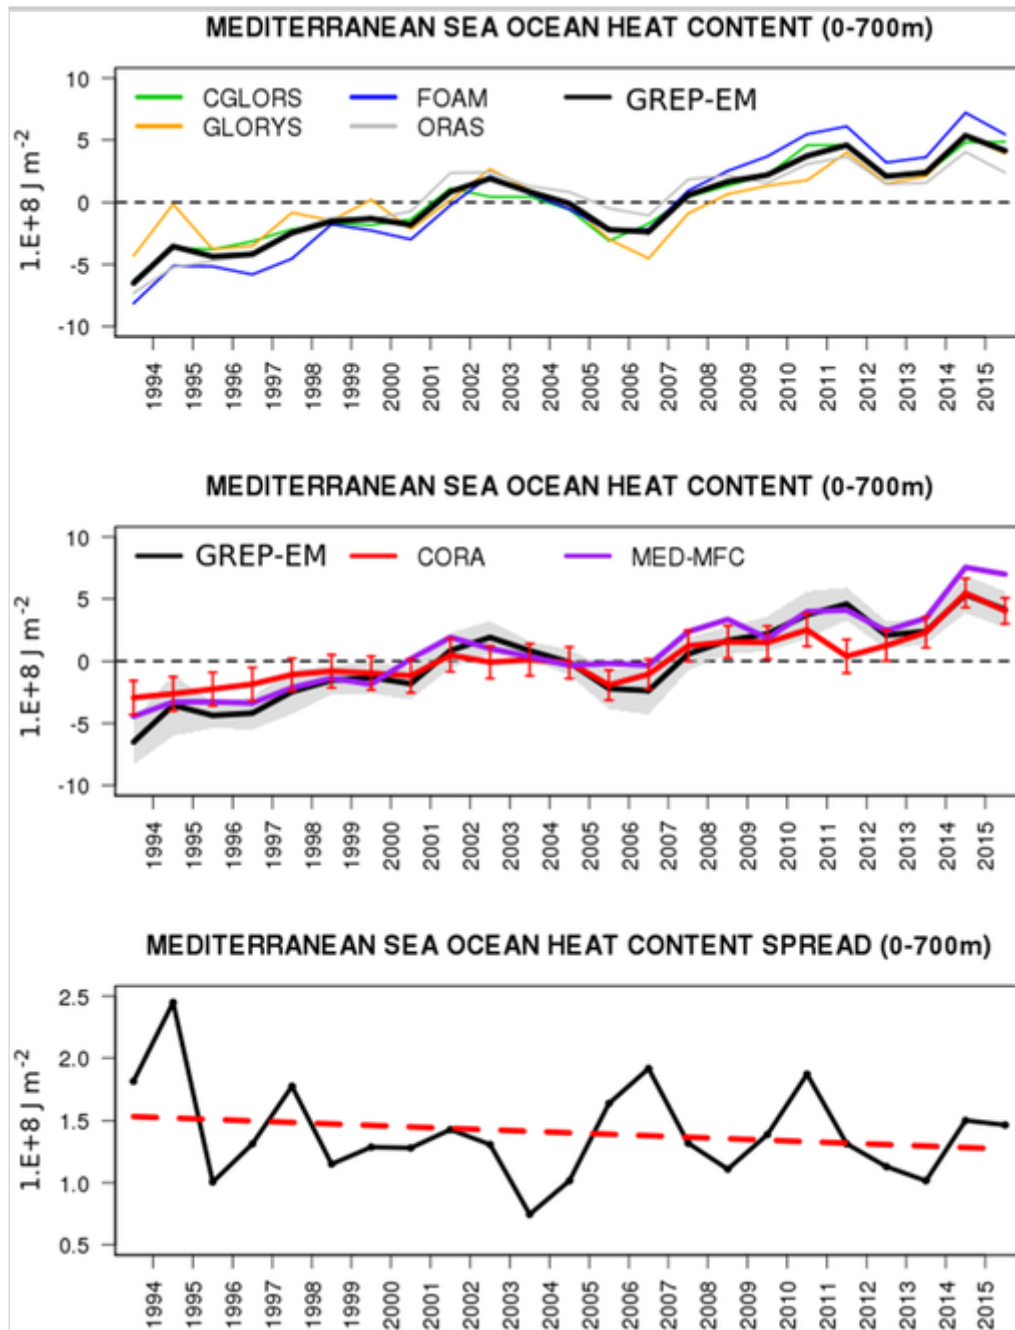 MEDITERRANEAN SEA OCEAN HEAT CONTENT (0-700m)
1.E+8 J m-2
10
5
0
-5
-10
CGLORS FOAM GREP-EM
GLORYS ORAS
1994 1995 1996 1997 1998 1999 2000 2001 2002 2003 2004 2005 2006 2007 2008 2009 2010 2011 2012 2013 2014 2015
MEDITERRANEAN SEA OCEAN HEAT CONTENT (0-700m)
1.E+8 J m-2
10
5
0
-5
-10
GREP-EM CORA MED-MFC
1994 1995 1996 1997 1998 1999 2000 2001 2002 2003 2004 2005 2006 2007 2008 2009 2010 2011 2012 2013 2014 2015
MEDITERRANEAN SEA OCEAN HEAT CONTENT SPREAD (0-700m)
1.E+8 J m-2
2.5
2.0
1.5
1.0
0.5
1994 1995 1996 1997 1998 1999 2000 2001 2002 2003 2004 2005 2006 2007 2008 2009 2010 2011 2012 2013 2014 2015